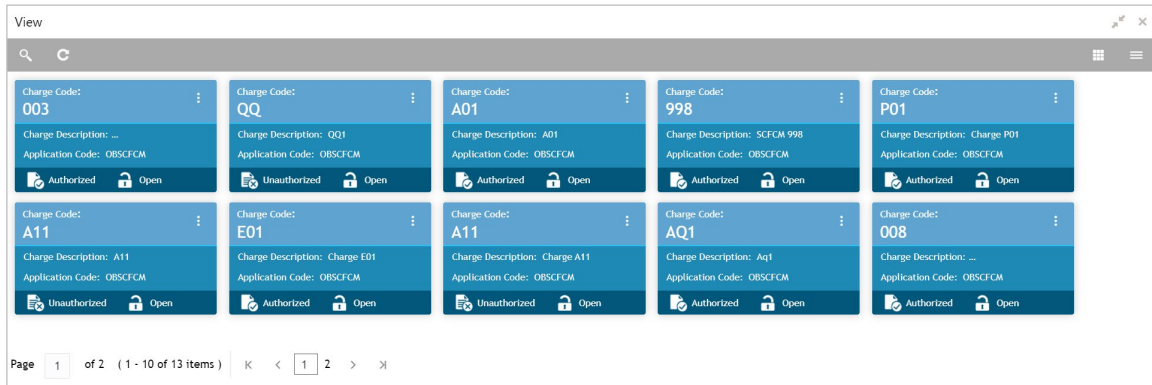 View
Charge Code:
003
Charge Description: ...
Application Code: OBSCFCM
Authorized Open
Charge Code:
QQ
Charge Description: QQ1
Application Code: OBSCFCM
Unauthorized Open
Charge Code:
A01
Charge Description: A01
Application Code: OBSCFCM
Authorized Open
Charge Code:
998
Charge Description: SCFCM 998
Application Code: OBSCFCM
Authorized Open
Charge Code:
P01
Charge Description: Charge P01
Application Code: OBSCFCM
Authorized Open
Charge Code:
A11
Charge Description: A11
Application Code: OBSCFCM
Unauthorized Open
Charge Code:
E01
Charge Description: Charge E01
Application Code: OBSCFCM
Authorized Open
Charge Code:
A11
Charge Description: Charge A11
Application Code: OBSCFCM
Unauthorized Open
Charge Code:
AQ1
Charge Description: Aq1
Application Code: OBSCFCM
Authorized Open
Charge Code:
008
Charge Description: ...
Application Code: OBSCFCM
Authorized Open
Page 1 of 2 ( 1 - 10 of 13 items ) 1 2